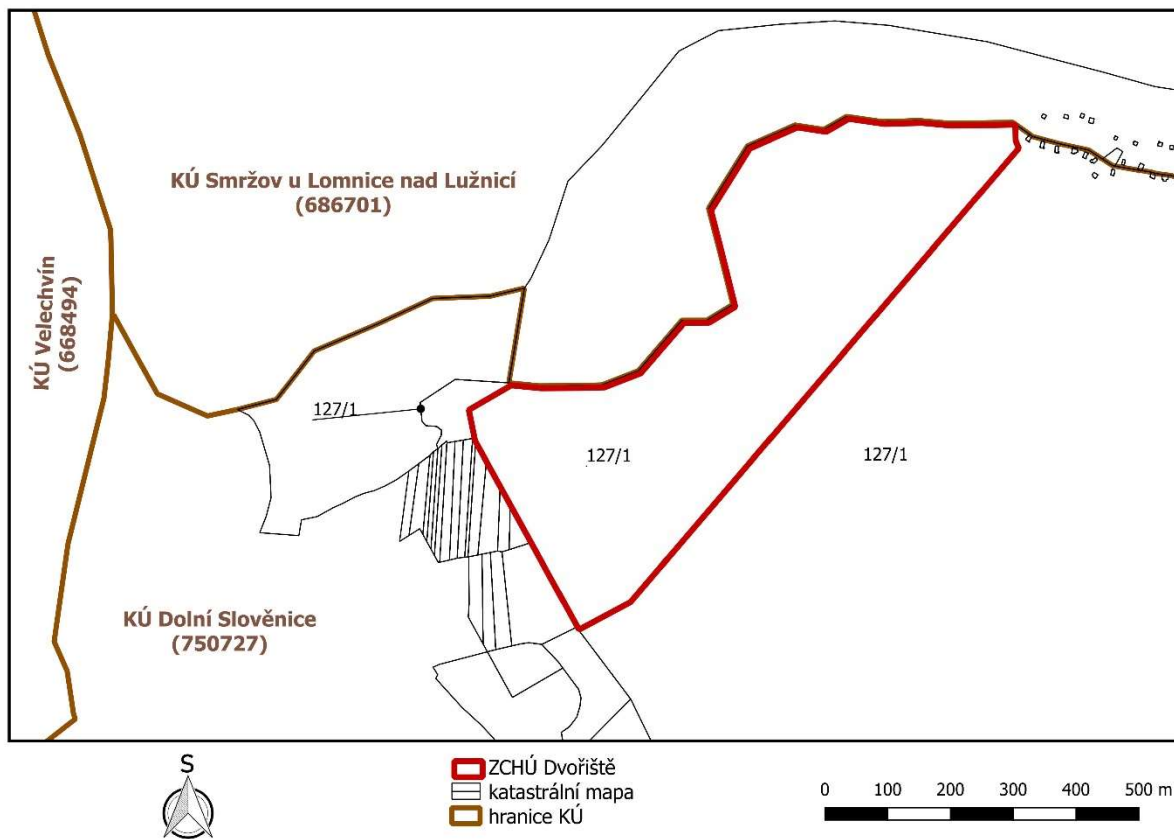 KÚ Smržov u Lomnice nad Lužnicí
(686701)
KÚ Velechvín
(668494)
127/1
127/1
127/1
KÚ Dolní Slověnice
(750727)
S
ZCHÚ Dvořiště
katastrální mapa
hranice KÚ
0 100 200 300 400 500 m